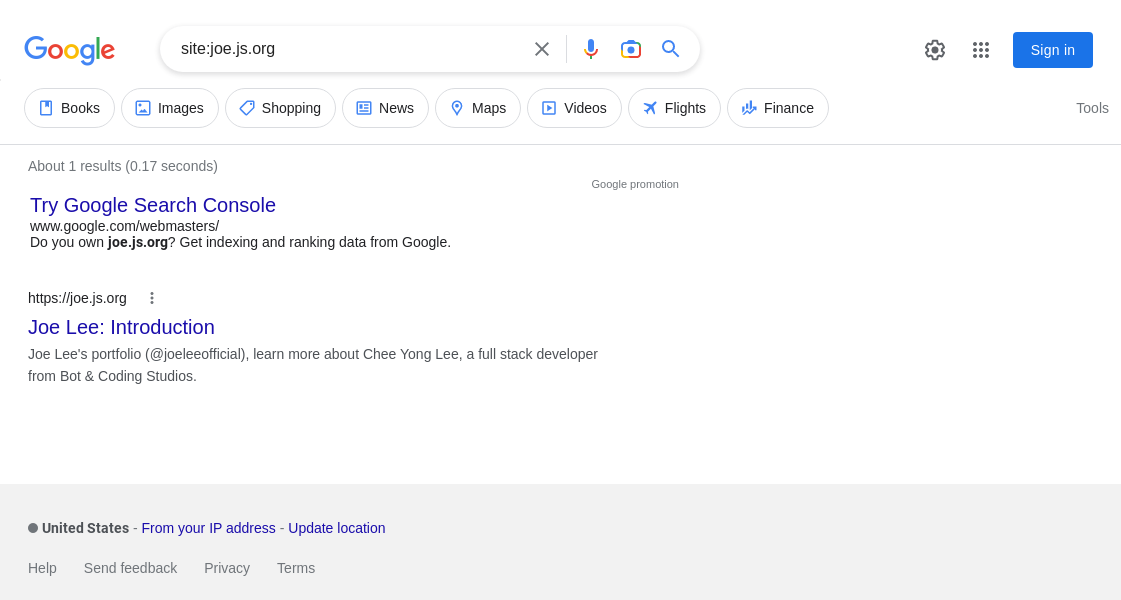 Google
site:joe.js.org
Sign in
Books
Images
Shopping
News
Maps
Videos
Flights
Finance
Tools
About 1 results (0.17 seconds)
Google promotion
Try Google Search Console
www.google.com/webmasters/
Do you own joe.js.org? Get indexing and ranking data from Google.
https://joe.js.org
Joe Lee: Introduction
Joe Lee's portfolio (@joeleeofficial), learn more about Chee Yong Lee, a full stack developer
from Bot & Coding Studios.
United States - From your IP address - Update location
Help Send feedback Privacy Terms